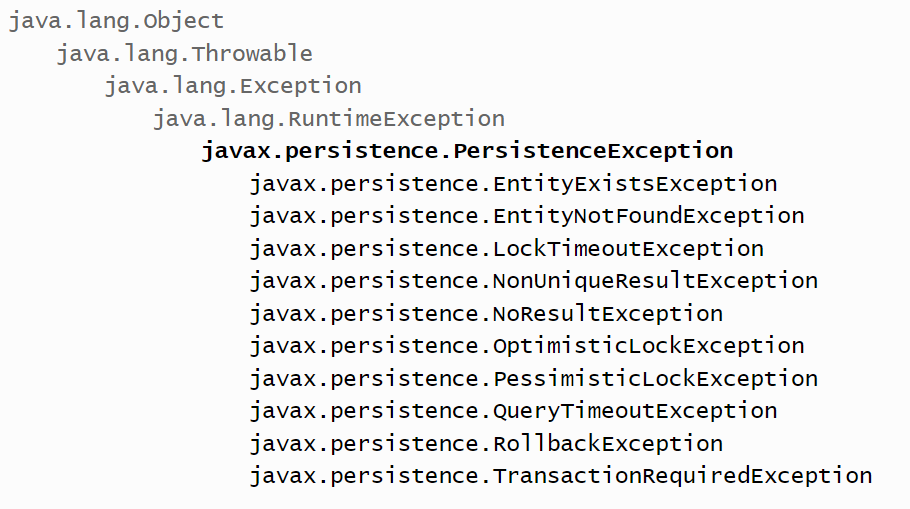 java.lang.Object
java.lang.Throwable
java.lang.Exception
java.lang.RuntimeException
javax.persistence.PersistenceException
javax.persistence.EntityExistsException
javax.persistence.EntityNotFoundException
javax.persistence.LockTimeoutException
javax.persistence.NonUniqueResultException
javax.persistence.NoResultException
javax.persistence.OptimisticLockException
javax.persistence.PessimisticLockException
javax.persistence.QueryTimeoutException
javax.persistence.RollbackException
javax.persistence.TransactionRequiredException